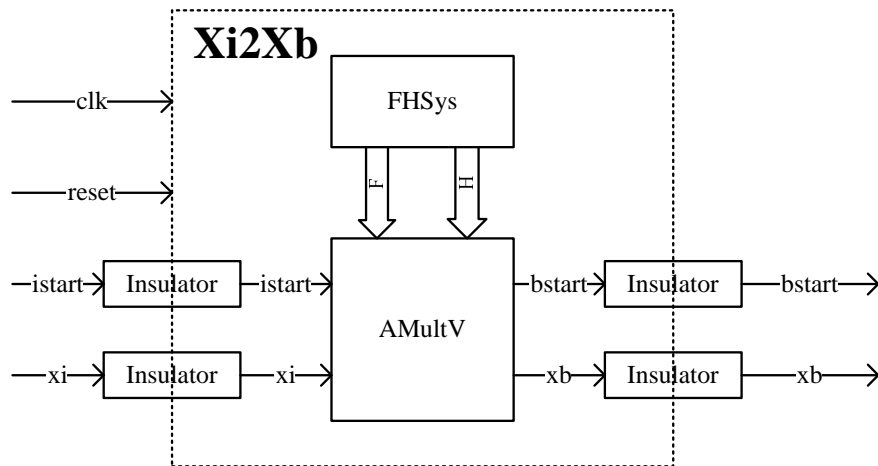 Xi2Xb
FHSys
clk
F
H
reset
istart
Insulator
istart
bstart
Insulator
bstart
AMultV
xi
Insulator
xi
xb
Insulator
xb